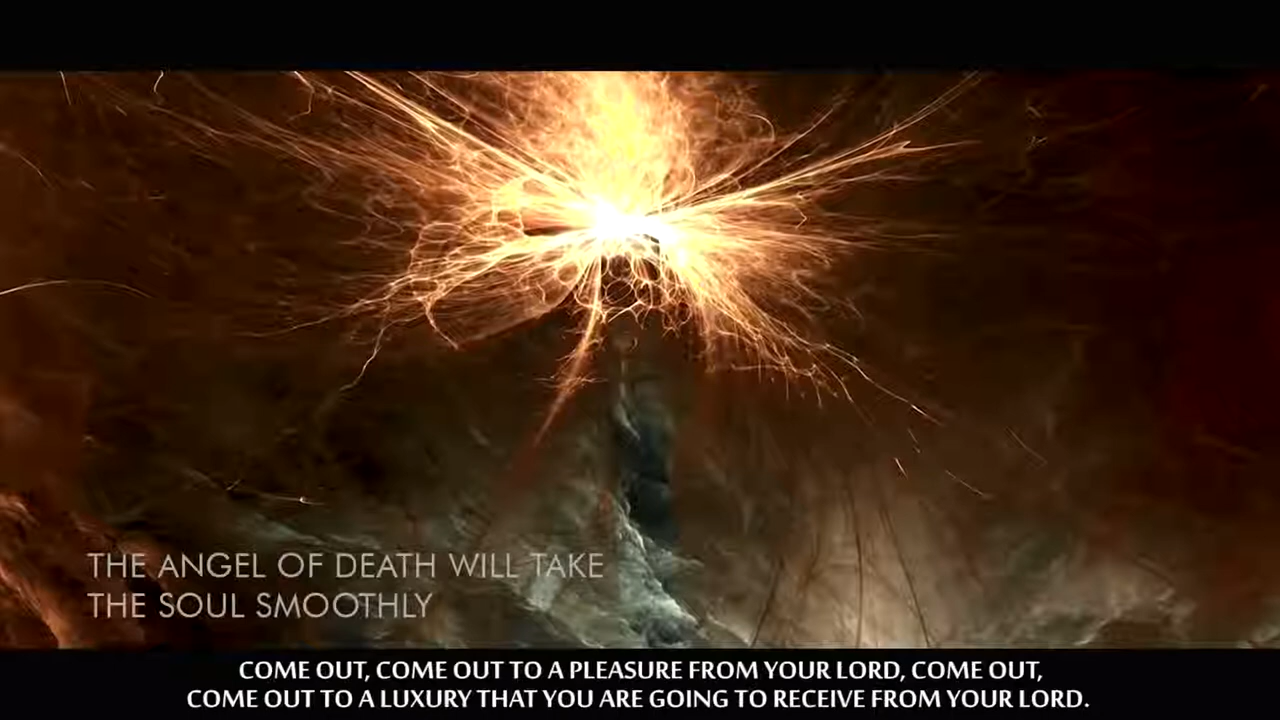 THE ANGEL OF DEATH WILL TAKE
THE SOUL SMOOTHLY
COME OUT, COME OUT TO A PLEASURE FROM YOUR LORD, COME OUT,
COME OUT TO A LUXURY THAT YOU ARE GOING TO RECEIVE FROM YOUR LORD.